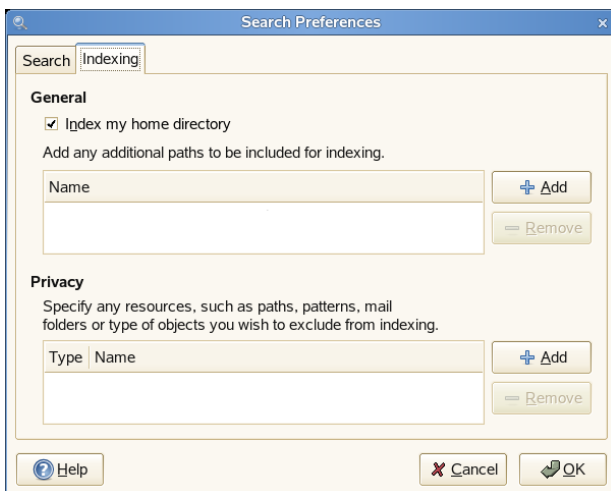 Search Preferences
Search Indexing
General
Index my home directory
Add any additional paths to be included for indexing.
Name
Add
Remove
Privacy
Specify any resources, such as paths, patterns, mail
folders or type of objects you wish to exclude from indexing.
Type Name
Add
Remove
Help Cancel OK